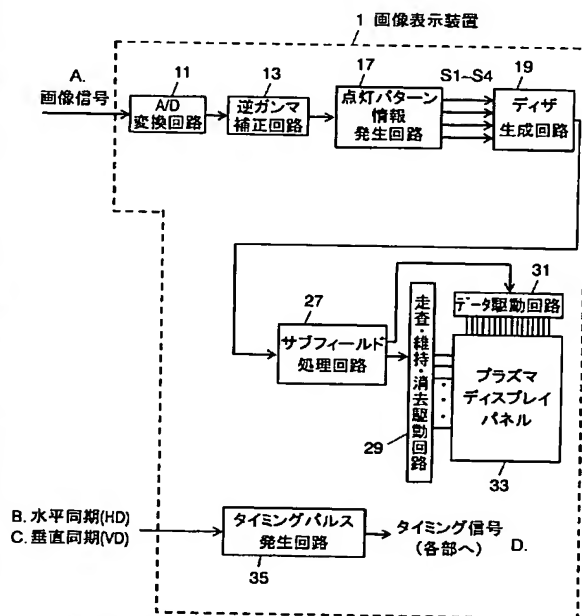 1 画像表示装置
A.
画像信号
11
A/D
変換回路
13
逆ガンマ
補正回路
17
点灯パターン
情報
発生回路
S1~S4
19
ディザ
生成回路
27
サブフィールド
処理回路
走査・維持・消去駆動回路
29
31
データ駆動回路
プラズマ
ディスプレイ
パネル
33
B. 水平同期(HD)
C. 垂直同期(VD)
タイミングパルス
発生回路
35
タイミング信号
(各部へ) D.